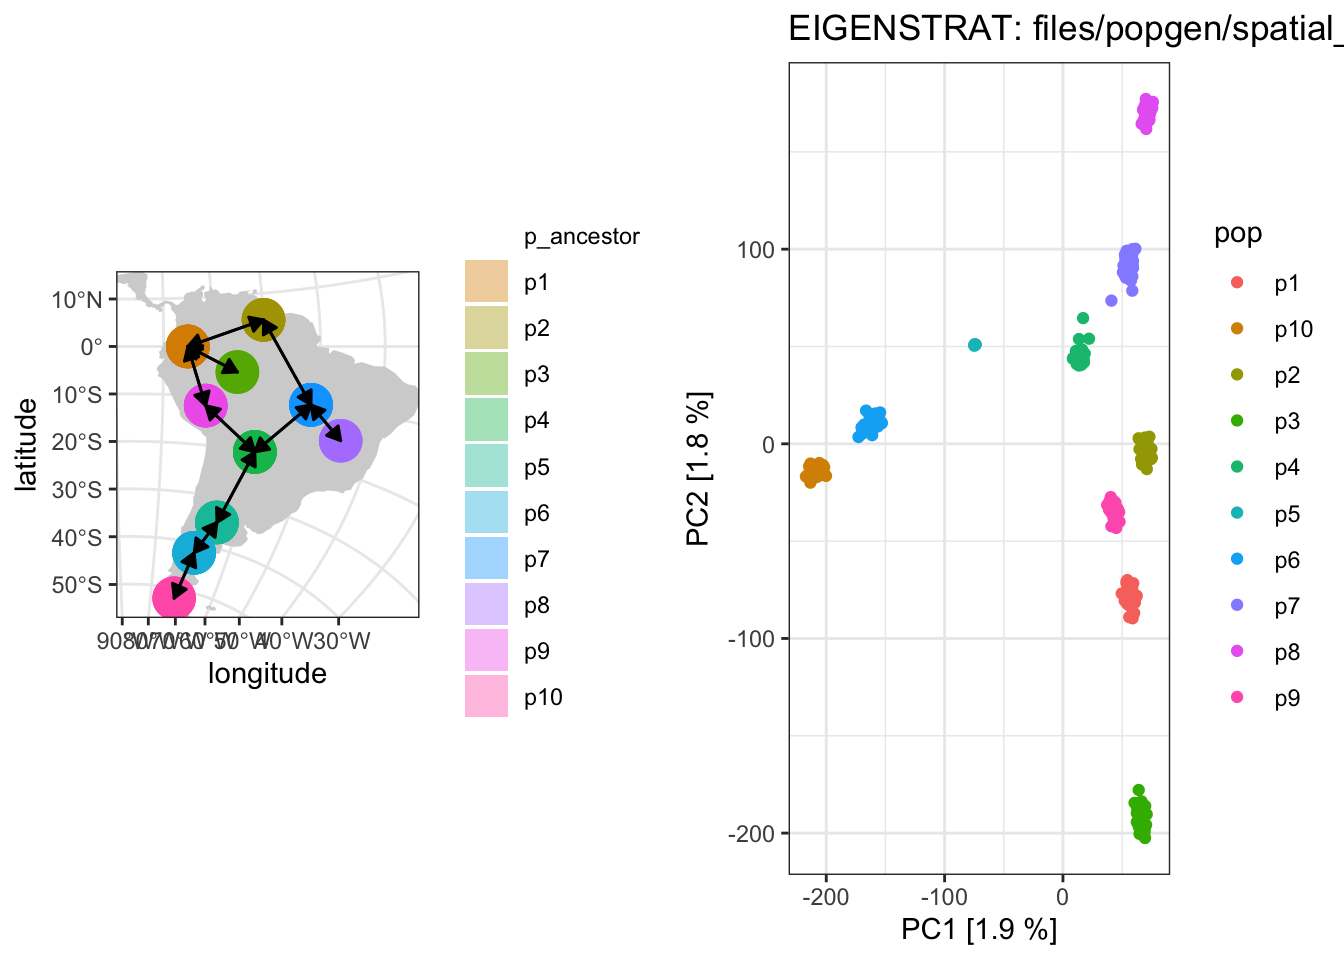 EIGENSTRAT: files/popgen/spatial_
latitude
10°N
0°
10°S
20°S
30°S
40°S
50°S
40°W
30°W
longitude
p_ancestor
p1
p2
p3
p4
p5
p6
p7
p8
p9
p10
PC2 [1.8 %]
100
0
-100
-200
-200
-100
0
PC1 [1.9 %]
pop
p1
p10
p2
p3
p4
p5
p6
p7
p8
p9